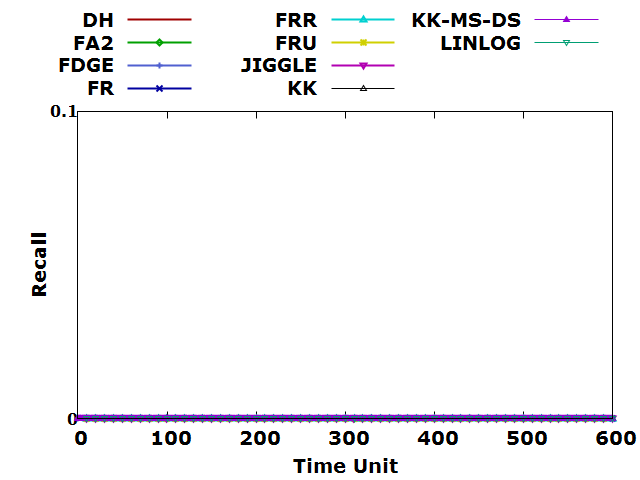 DH FRR KK-MS-DS
FA2 FRU LINLOG
FDGE JIGGLE
FR KK
0.1
Recall
0
0 100 200 300 400 500 600
Time Unit